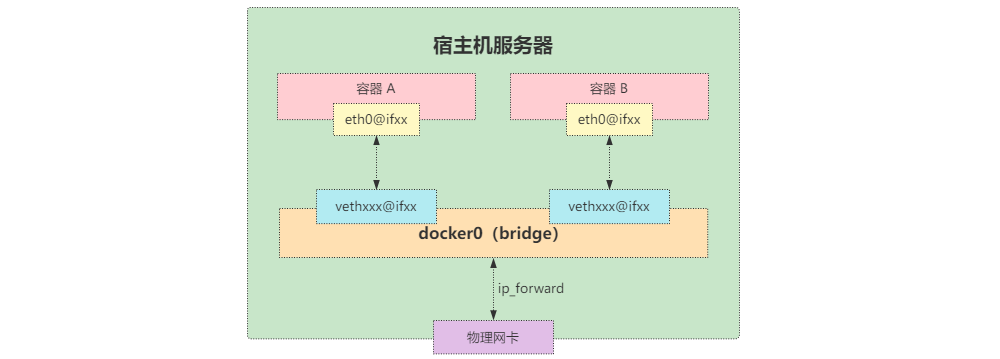 宿主机服务器
容器 A
容器 B
eth0@ifxx
eth0@ifxx
vethxxx@ifxx
vethxxx@ifxx
docker0（bridge）
ip_forward
物理网卡